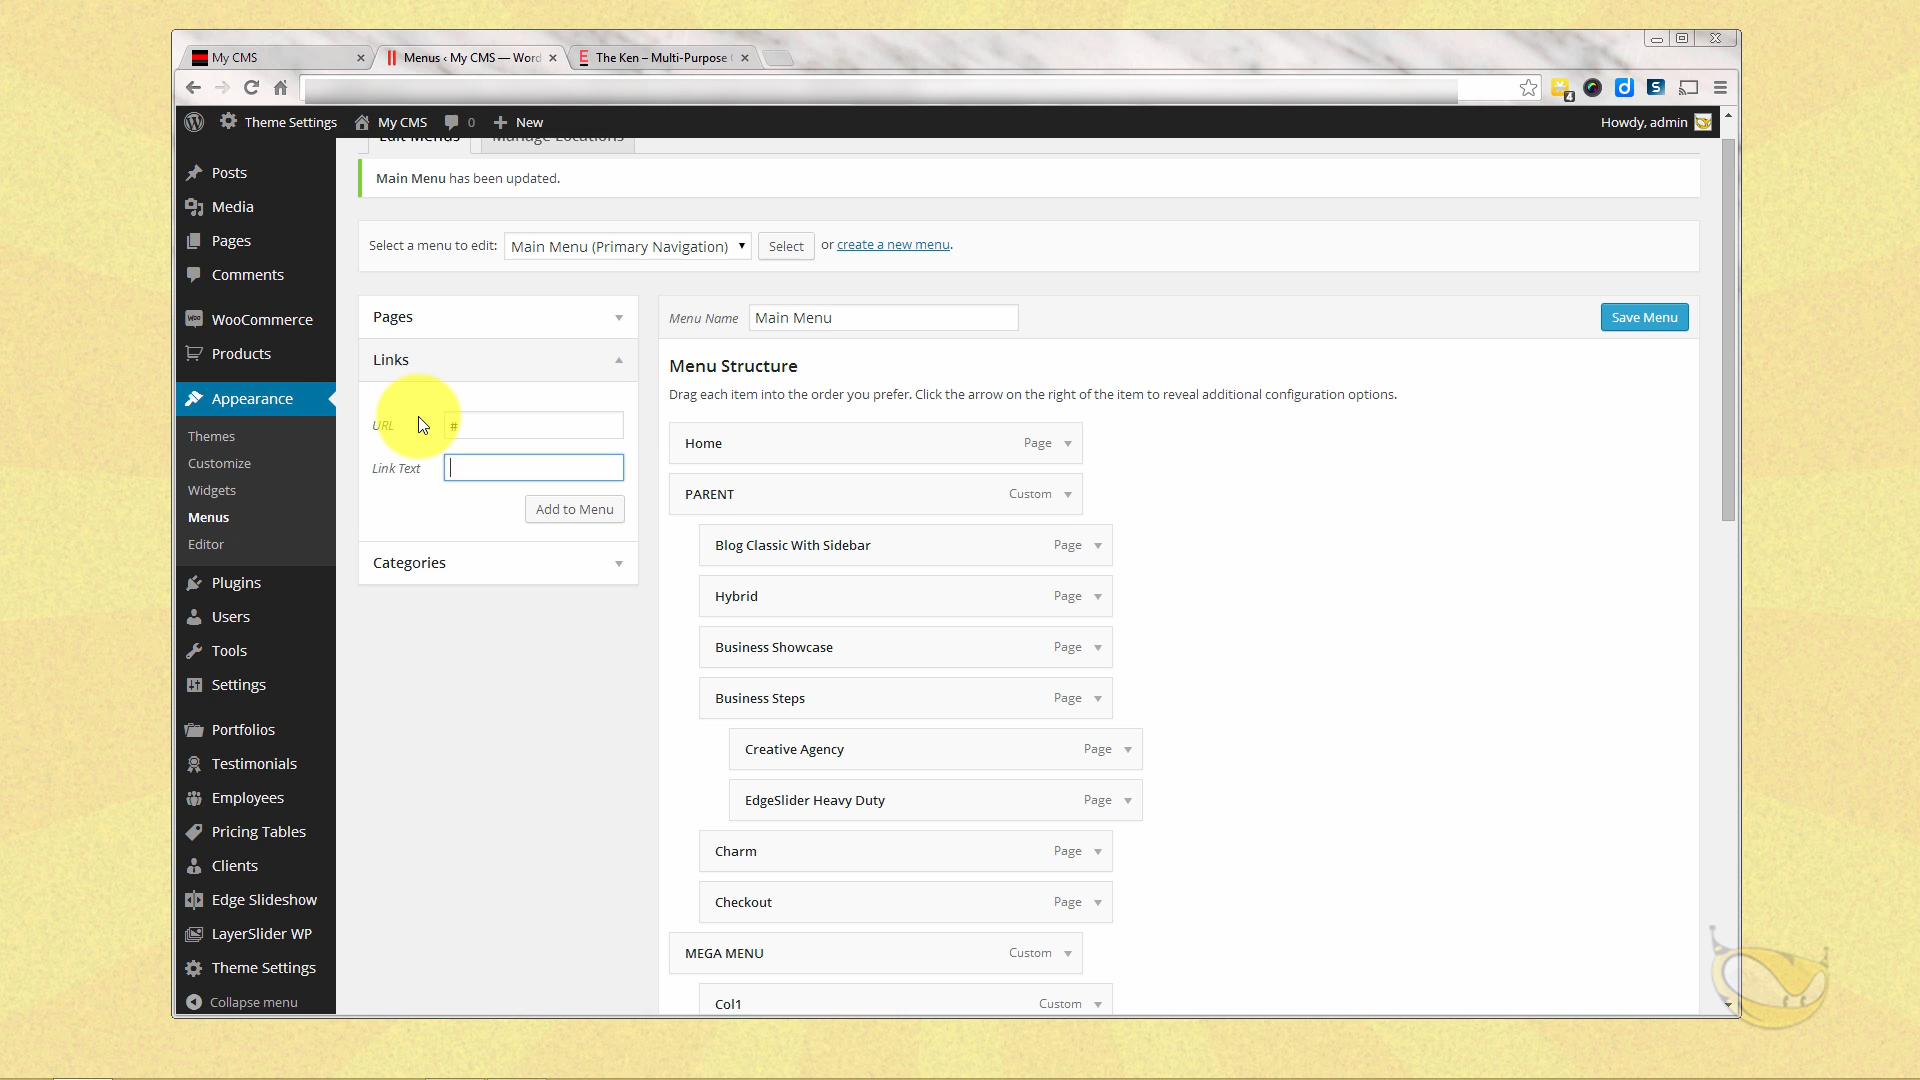 My CMS
Menus ‹ My CMS — Word
The Ken – Multi-Purpose
Theme Settings
My CMS
0
New
Howdy, admin
Edit Menus
Manage Locations
Main Menu has been updated.
Select a menu to edit:
Main Menu (Primary Navigation)
Select
or create a new menu.
Posts
Media
Pages
Comments
WooCommerce
Products
Appearance
Themes
Customize
Widgets
Menus
Editor
Plugins
Users
Tools
Settings
Portfolios
Testimonials
Employees
Pricing Tables
Clients
Edge Slideshow
LayerSlider WP
Theme Settings
Collapse menu
Pages
Links
URL
#
Link Text
Add to Menu
Categories
Menu Name
Main Menu
Save Menu
Menu Structure
Drag each item into the order you prefer. Click the arrow on the right of the item to reveal additional configuration options.
Home Page
PARENT Custom
Blog Classic With Sidebar Page
Hybrid Page
Business Showcase Page
Business Steps Page
Creative Agency Page
EdgeSlider Heavy Duty Page
Charm Page
Checkout Page
MEGA MENU Custom
Col1 Custom